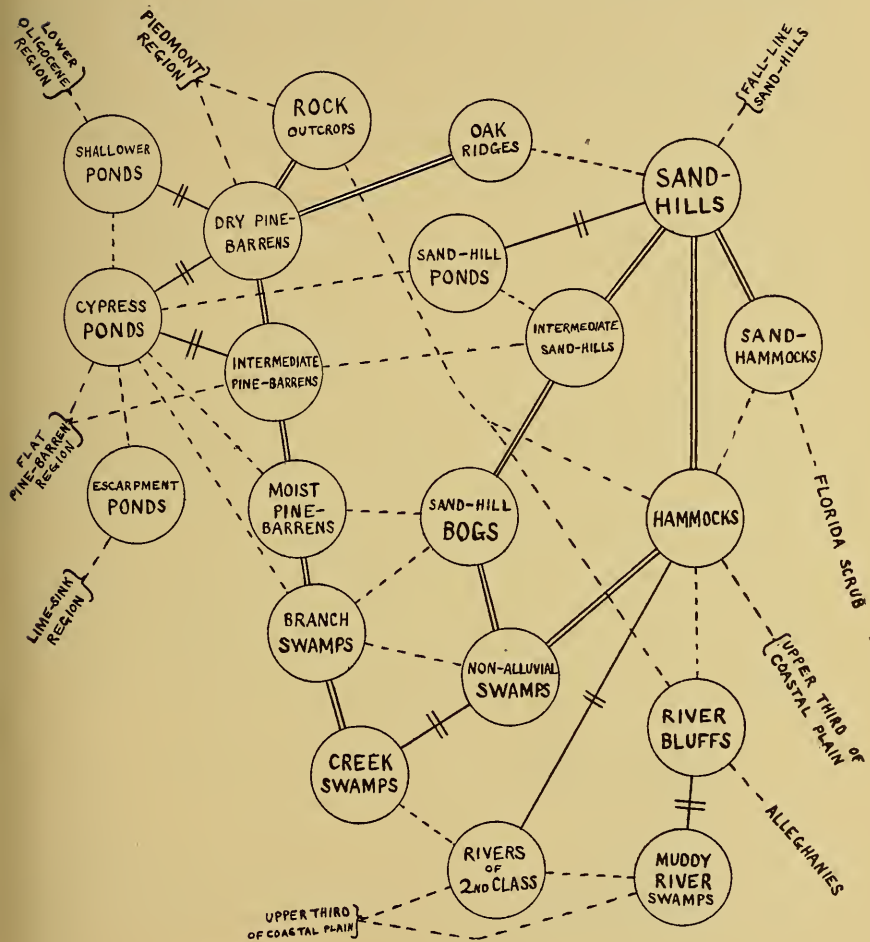 LOWER
OLIGOCENE
REGION
PIEDMONT
REGION
FALL-LINE
SAND-HILLS
ROCK
OUTCROPS
OAK
RIDGES
SHALLOWER
PONDS
SAND-
HILLS
DRY PINE-
BARRENS
SAND-HILL
PONDS
CYPRESS
PONDS
INTERMEDIATE
SAND-HILLS
SAND-
HAMMOCKS
INTERMEDIATE
PINE-BARRENS
FLAT
PINE-BARREN
REGION
ESCARPMENT
PONDS
MOIST
PINE-
BARRENS
SAND-HILL
BOGS
HAMMOCKS
FLORIDA SCRUB
LIME-SINK
REGION
BRANCH
SWAMPS
NON-ALLUVIAL
SWAMPS
UPPER THIRD OF
COASTAL PLAIN
RIVER
BLUFFS
CREEK
SWAMPS
ALLEGHANIES
RIVERS
OF
2ND CLASS
MUDDY
RIVER
SWAMPS
UPPER THIRD
OF COASTAL PLAIN